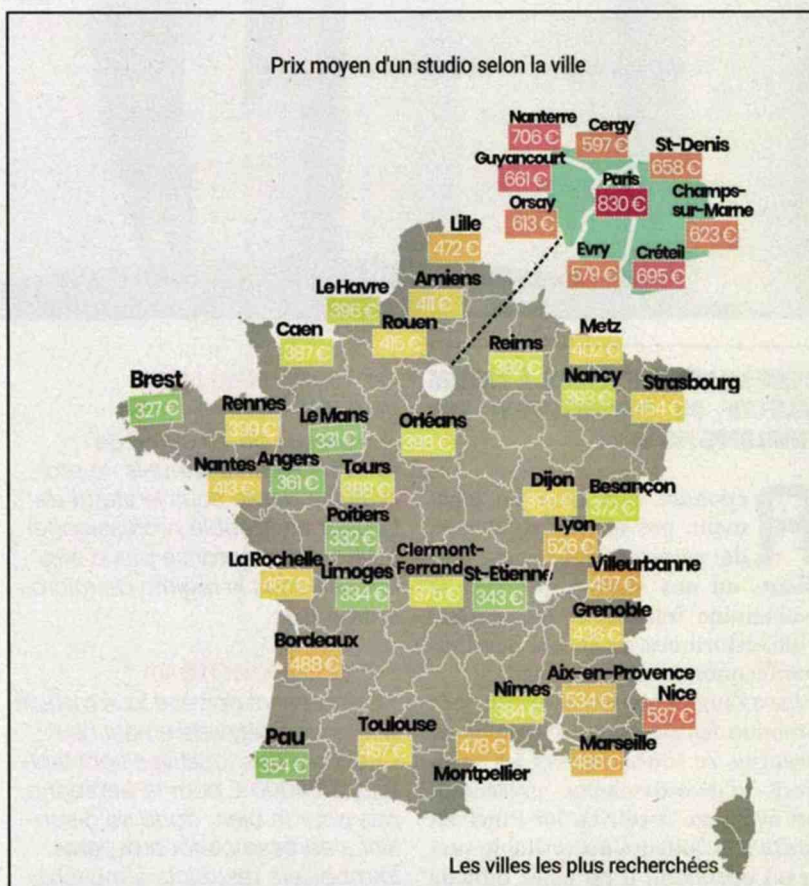 Prix moyen d'un studio selon la ville
Nanterre
706 €
Cergy
597 €
St-Denis
658 €
Guyancourt
661 €
Paris
830 €
Champs-
sur-Marne
623 €
Orsay
613 €
Evry
579 €
Créteil
695 €
Lille
472 €
Amiens
411 €
Le Havre
396 €
Rouen
415 €
Caen
387 €
Reims
382 €
Metz
402 €
Nancy
393 €
Strasbourg
454 €
Brest
327 €
Rennes
399 €
Le Mans
331 €
Orléans
398 €
Nantes
413 €
Angers
361 €
Tours
388 €
Dijon
Besançon
372 €
Poitiers
332 €
Lyon
526 €
La Rochelle
467 €
Limoges
334 €
Clermont-
Ferrand
375 €
St-Etienne
343 €
Villeurbanne
497 €
Grenoble
436 €
Bordeaux
488 €
Aix-en-Provence
534 €
Nîmes
384 €
Nice
587 €
Pau
354 €
Toulouse
457 €
478 €
Montpellier
Marseille
488 €
Les villes les plus recherchées